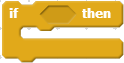 if then